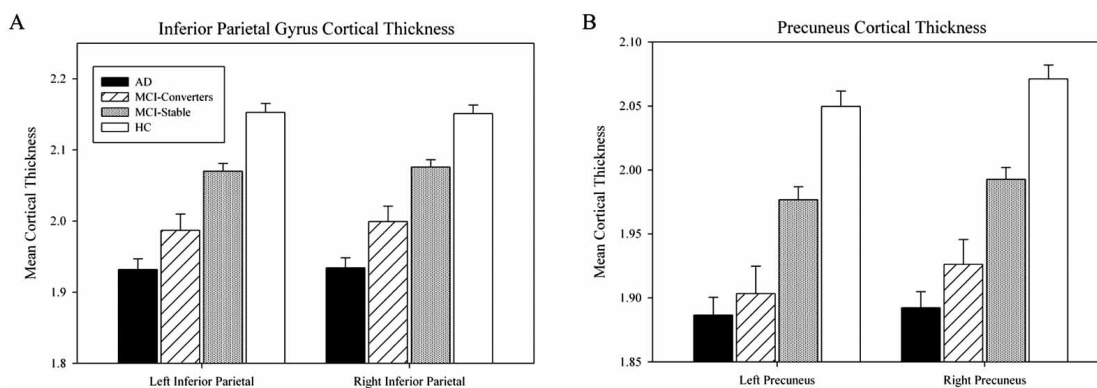 A
Inferior Parietal Gyrus Cortical Thickness
Mean Cortical Thickness
2.2
2.1
2.0
1.9
1.8
AD
MCI-Converters
MCI-Stable
HC
Left Inferior Parietal
Right Inferior Parietal
B
Precuneus Cortical Thickness
Mean Cortical Thickness
2.10
2.05
2.00
1.95
1.90
1.85
Left Precuneus
Right Precuneus